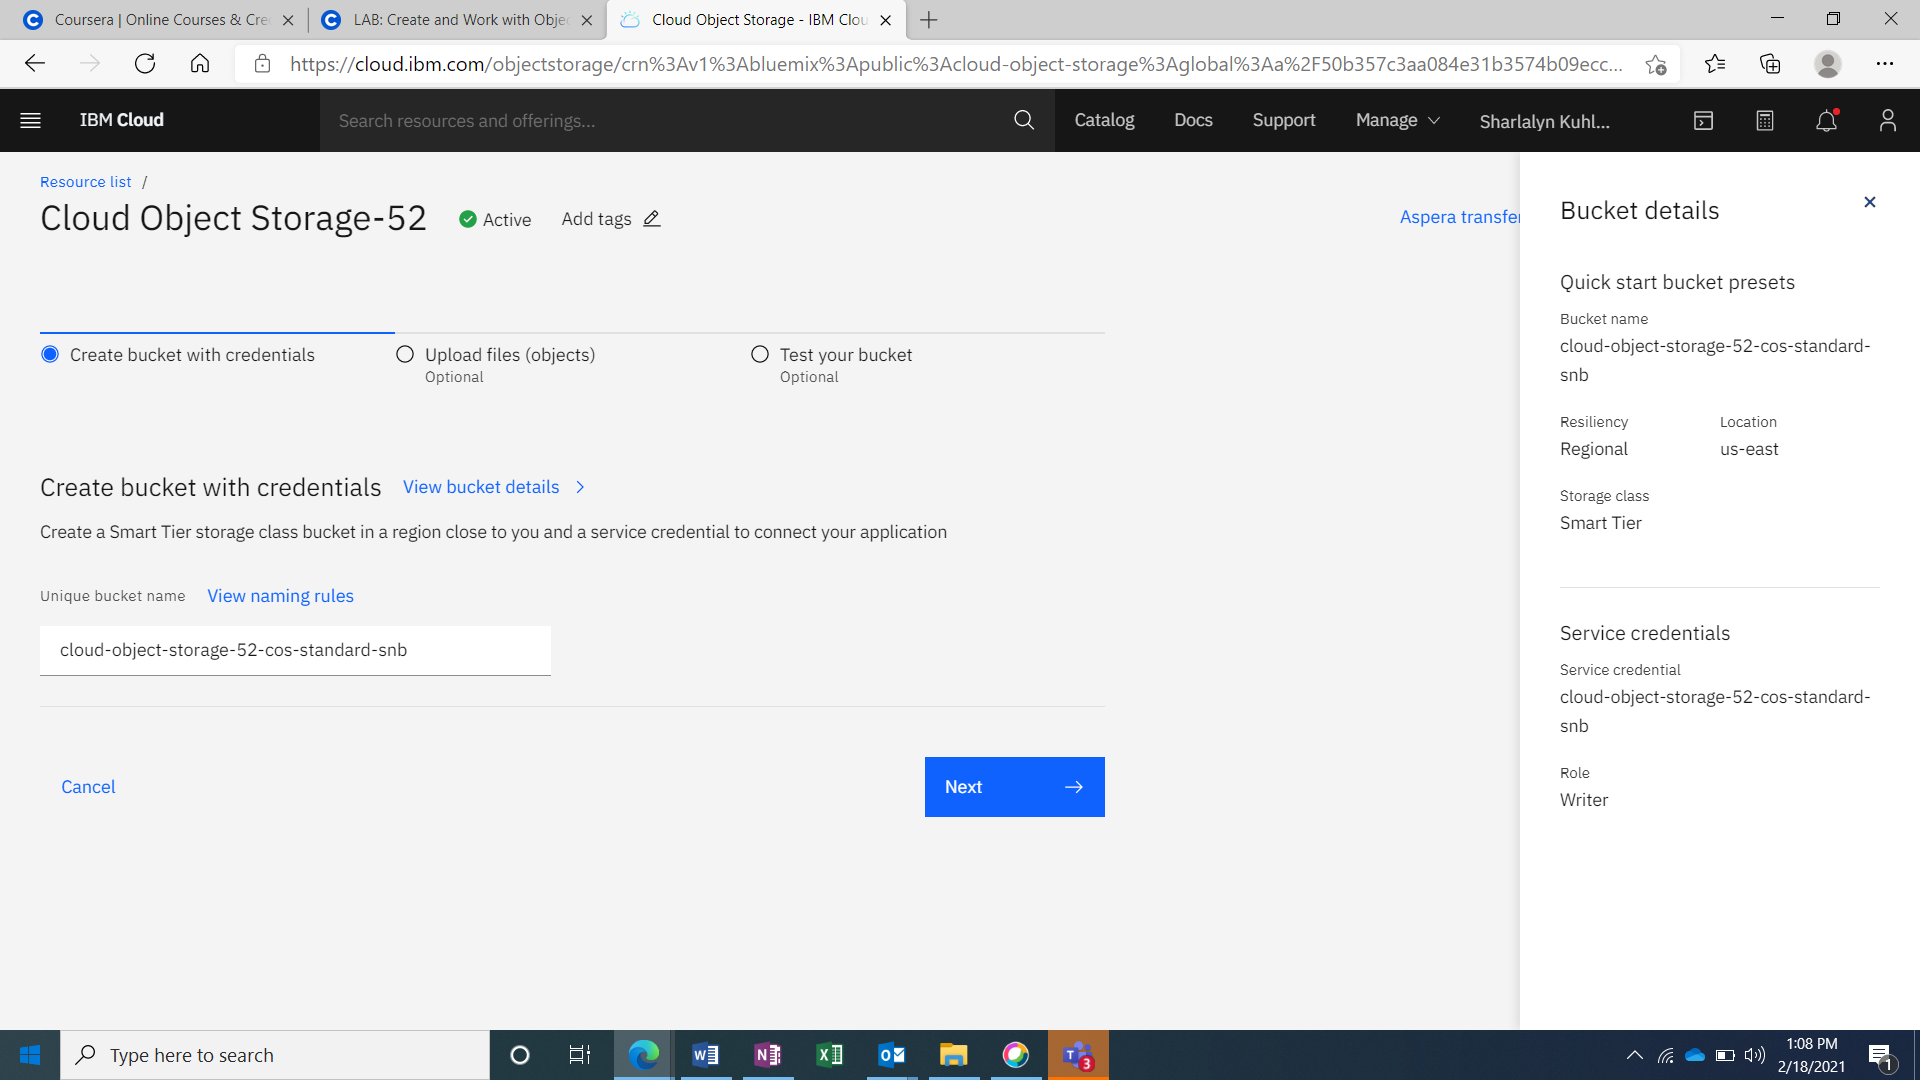 Coursera | Online Courses & Cre
LAB: Create and Work with Obje
Cloud Object Storage - IBM Clou
https://cloud.ibm.com/objectstorage/crn%3Av1%3Abluemix%3Apublic%3Acloud-object-storage%3Aglobal%3Aa%2F50b357c3aa084e31b3574b09ecc...
IBM Cloud
Search resources and offerings...
Catalog
Docs
Support
Manage
Sharlalyn Kuhl...
Resource list /
Cloud Object Storage-52
Active
Add tags
Aspera transfer
Create bucket with credentials
Upload files (objects)
Optional
Test your bucket
Optional
Create bucket with credentials
View bucket details
Create a Smart Tier storage class bucket in a region close to you and a service credential to connect your application
Unique bucket name
View naming rules
cloud-object-storage-52-cos-standard-snb
Cancel
Next
Bucket details
Quick start bucket presets
Bucket name
cloud-object-storage-52-cos-standard-
snb
Resiliency
Location
Regional
us-east
Storage class
Smart Tier
Service credentials
Service credential
cloud-object-storage-52-cos-standard-
snb
Role
Writer
Type here to search
3
1:08 PM
2/18/2021
1